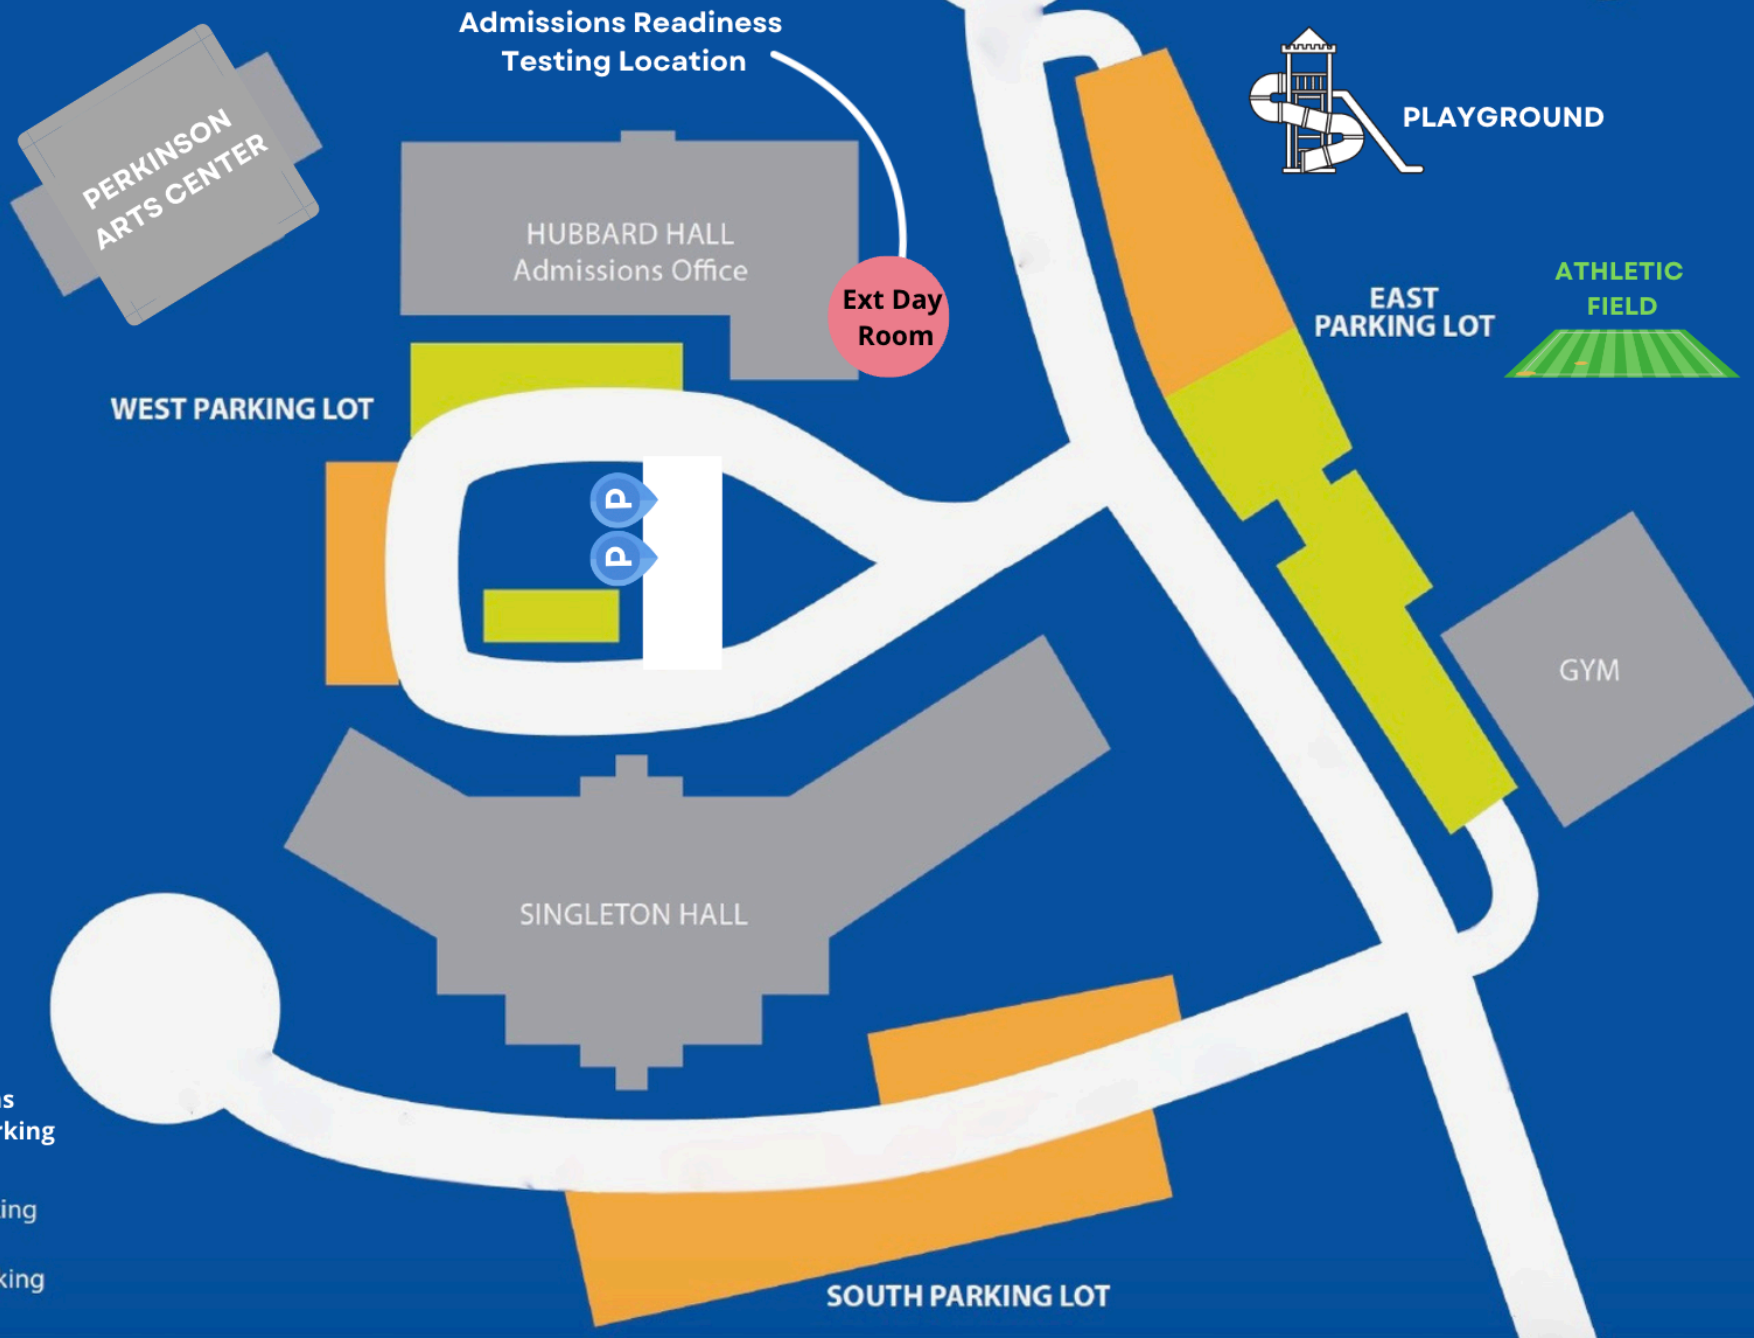 Admissions Readiness
Testing Location
PERKINSON
ARTS CENTER
PLAYGROUND
HUBBARD HALL
Admissions Office
Ext Day
Room
EAST
PARKING LOT
ATHLETIC
FIELD
WEST PARKING LOT
P
P
GYM
SINGLETON HALL
SOUTH PARKING LOT